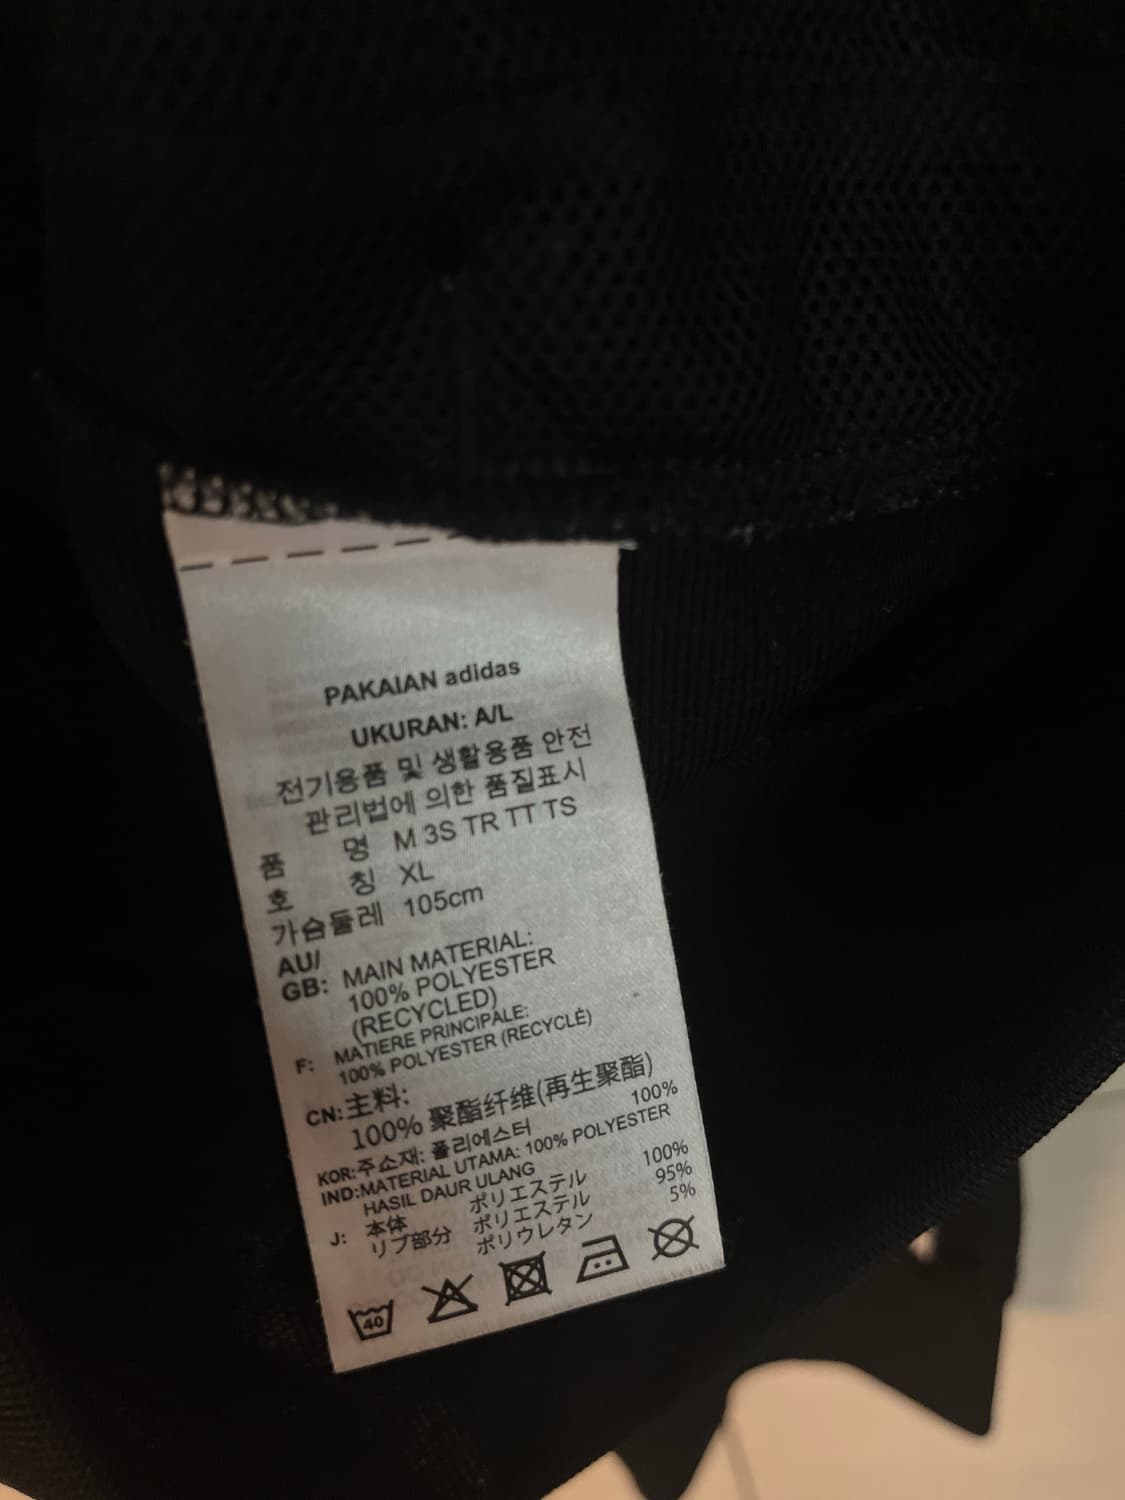 PAKAIAN adidas
UKURAN: A/L
전기용품 및 생활용품 안전
관리법에 의한 품질표시
품 명 M 3S TR TT TS
호 칭 XL
가슴둘레 105cm
AU/
GB: MAIN MATERIAL:
100% POLYESTER
(RECYCLED)
F: MATIERE PRINCIPALE:
100% POLYESTER (RECYCLÉ)
CN:主料:
100% 聚酯纤维(再生聚酯)
KOR:주소재: 폴리에스터 100%
IND:MATERIAL UTAMA: 100% POLYESTER
HASIL DAUR ULANG
J: 本体 ポリエステル 100%
リブ部分 ポリエステル 95%
ポリウレタン 5%
40